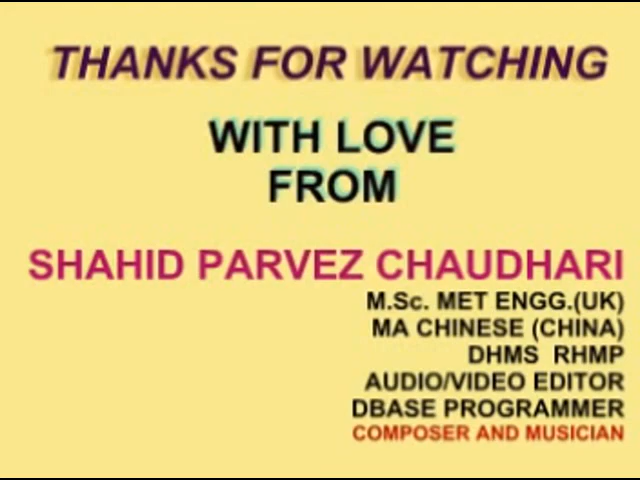 THANKS FOR WATCHING
WITH LOVE
FROM
SHAHID PARVEZ CHAUDHARI
M.Sc. MET ENGG.(UK)
MA CHINESE (CHINA)
DHMS RHMP
AUDIO/VIDEO EDITOR
DBASE PROGRAMMER
COMPOSER AND MUSICIAN